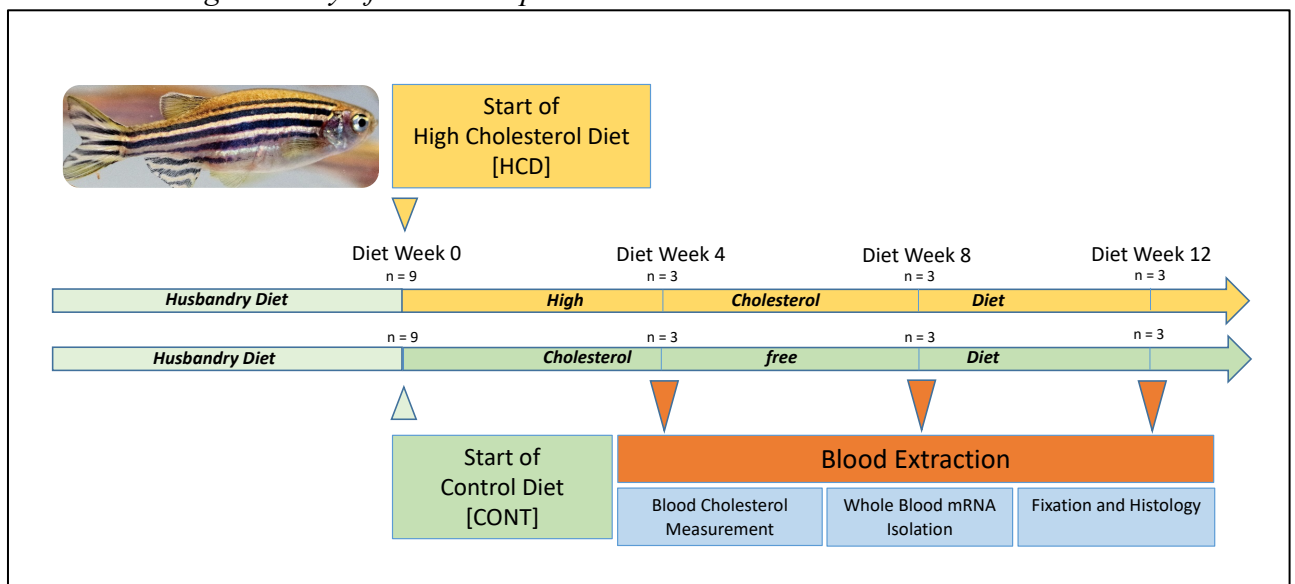 Start of
High Cholesterol Diet
[HCD]
Diet Week 0
Diet Week 4
Diet Week 8
Diet Week 12
n = 9
n = 3
n = 3
n = 3
Husbandry Diet
High
Cholesterol
Diet
n = 9
n = 3
n = 3
n = 3
Husbandry Diet
Cholesterol
free
Diet
Start of
Control Diet
[CONT]
Blood Extraction
Blood Cholesterol
Measurement
Whole Blood mRNA
Isolation
Fixation and Histology